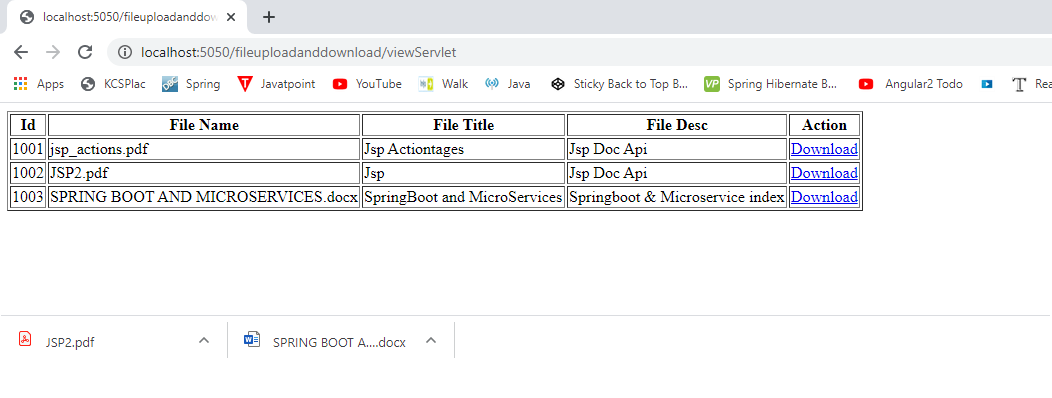 localhost:5050/fileuploadanddow
localhost:5050/fileuploadanddownload/viewServlet
Apps KCSPlac Spring Javatpoint YouTube Walk Java Sticky Back to Top B... VP Spring Hibernate B... Angular2 Todo T Rea
Id File Name File Title File Desc Action
1001 jsp_actions.pdf Jsp Actiontages Jsp Doc Api Download
1002 JSP2.pdf Jsp Jsp Doc Api Download
1003 SPRING BOOT AND MICROSERVICES.docx SpringBoot and MicroServices Springboot & Microservice index Download
JSP2.pdf SPRING BOOT A....docx